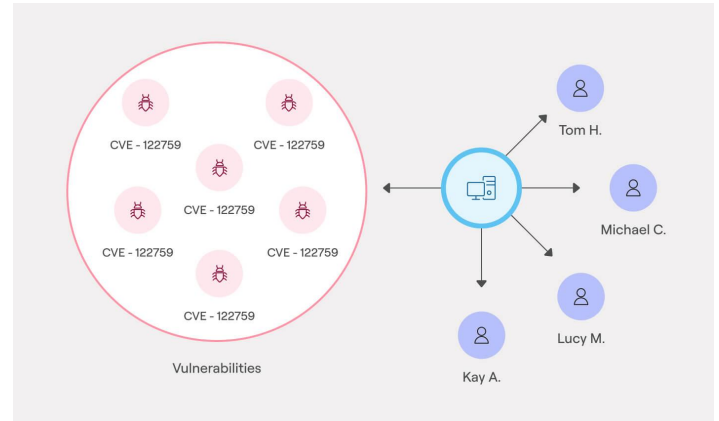 CVE - 122759
CVE - 122759
CVE - 122759
CVE - 122759
CVE - 122759
CVE - 122759
Vulnerabilities
Tom H.
Michael C.
Lucy M.
Kay A.